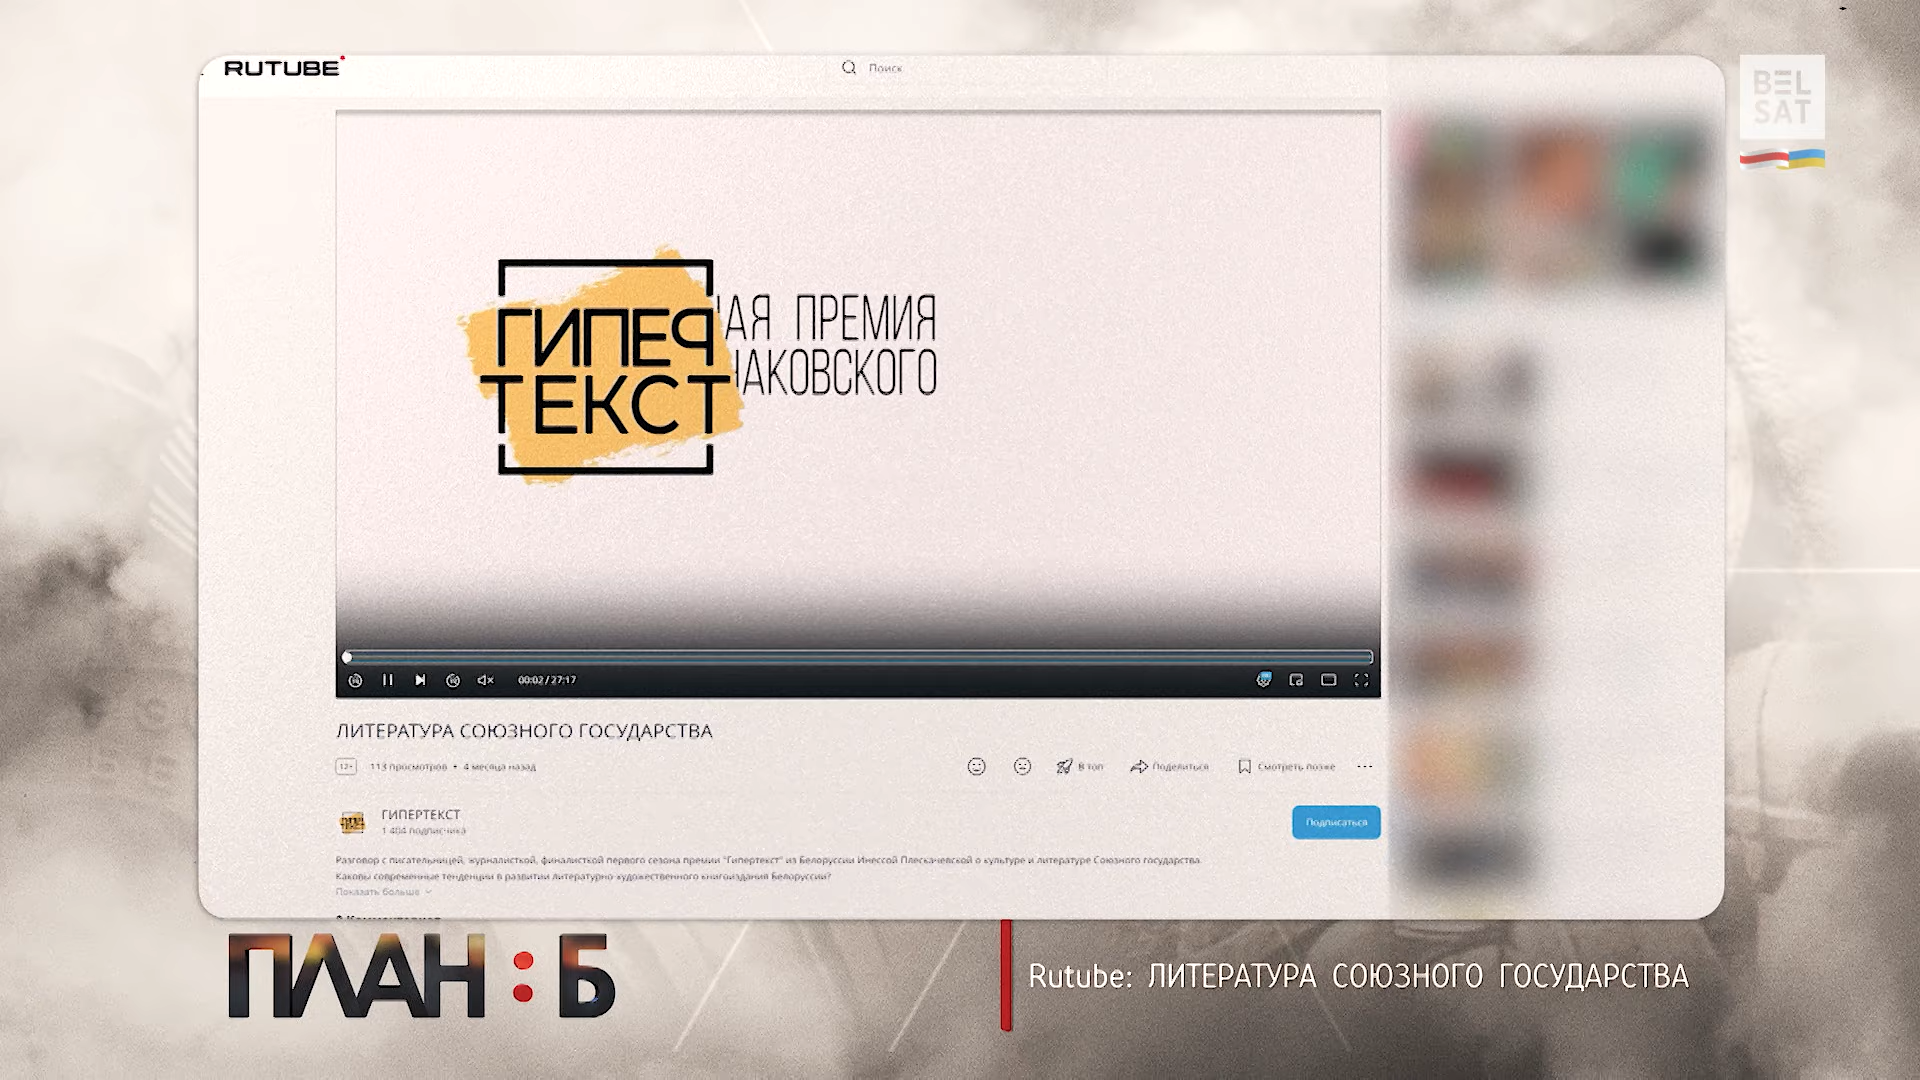 RUTUBE
Поиск
BEL
SAT
ГИПЕР
ТЕКСТ
АЯ ПРЕМИЯ
НАКОВСКОГО
00:02 / 27:17
ЛИТЕРАТУРА СОЮЗНОГО ГОСУДАРСТВА
12+ 113 просмотров • 4 месяца назад
В топ Поделиться Смотреть позже ...
ГИПЕРТЕКСТ
1 404 подписчика
Подписаться
Разговор с писательницей, журналисткой, финалисткой первого сезона премии "Гипертекст" из Белоруссии Инессой Плескачевской о культуре и литературе Союзного государства.
Каковы современные тенденции в развитии литературно-художественного книгоиздания Белоруссии?
Показать больше
ПЛАН:Б
Rutube: ЛИТЕРАТУРА СОЮЗНОГО ГОСУДАРСТВА